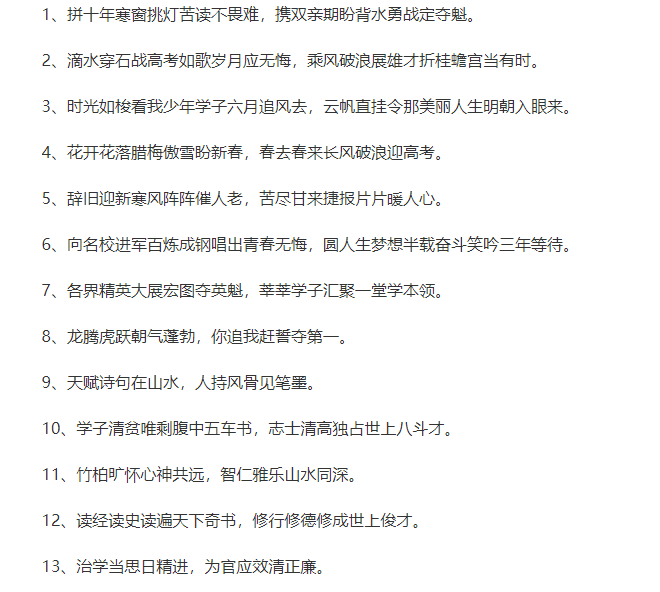 1、拼十年寒窗挑灯苦读不畏难，携双亲期盼背水勇战定夺魁。
2、滴水穿石战高考如歌岁月应无悔，乘风破浪展雄才折桂蟾宫当有时。
3、时光如梭看我少年学子六月追风去，云帆直挂令那美丽人生明朝入眼来。
4、花开花落腊梅傲雪盼新春，春去春来长风破浪迎高考。
5、辞旧迎新寒风阵阵催人老，苦尽甘来捷报片片暖人心。
6、向名校进军百炼成钢唱出青春无悔，圆人生梦想半载奋斗笑吟三年等待。
7、各界精英大展宏图夺英魁，莘莘学子汇聚一堂学本领。
8、龙腾虎跃朝气蓬勃，你追我赶誓夺第一。
9、天赋诗句在山水，人持风骨见笔墨。
10、学子清贫唯剩腹中五车书，志士清高独占世上八斗才。
11、竹柏旷怀心神共远，智仁雅乐山水同深。
12、读经读史读遍天下奇书，修行修德修成世上俊才。
13、治学当思日精进，为官应效清正廉。